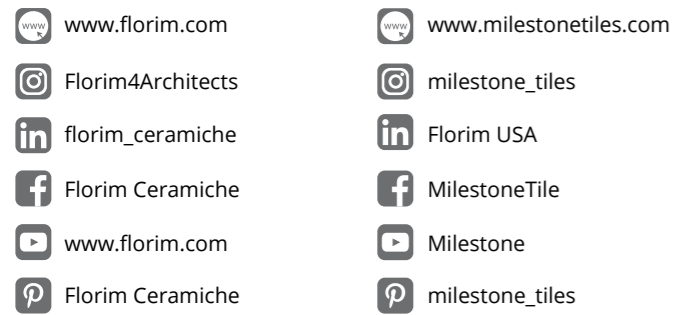 www.florim.com
Florim4Architects
florim_ceramiche
Florim Ceramiche
www.florim.com
Florim Ceramiche
www.milestonetiles.com
milestone_tiles
Florim USA
MilestoneTile
Milestone
milestone_tiles